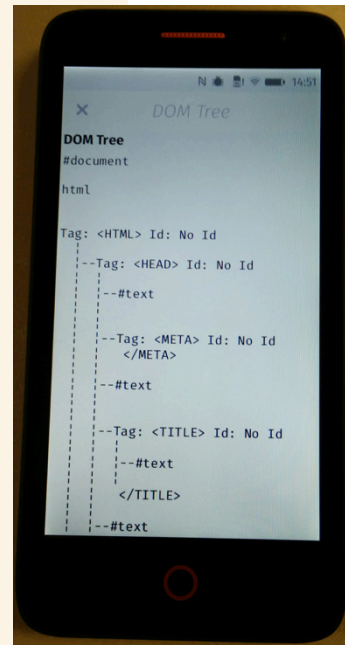 14:51
DOM Tree
DOM Tree
#document
html
Tag: <HTML> Id: No Id
--Tag: <HEAD> Id: No Id
--#text
--Tag: <META> Id: No Id
</META>
--#text
--Tag: <TITLE> Id: No Id
--#text
</TITLE>
--#text